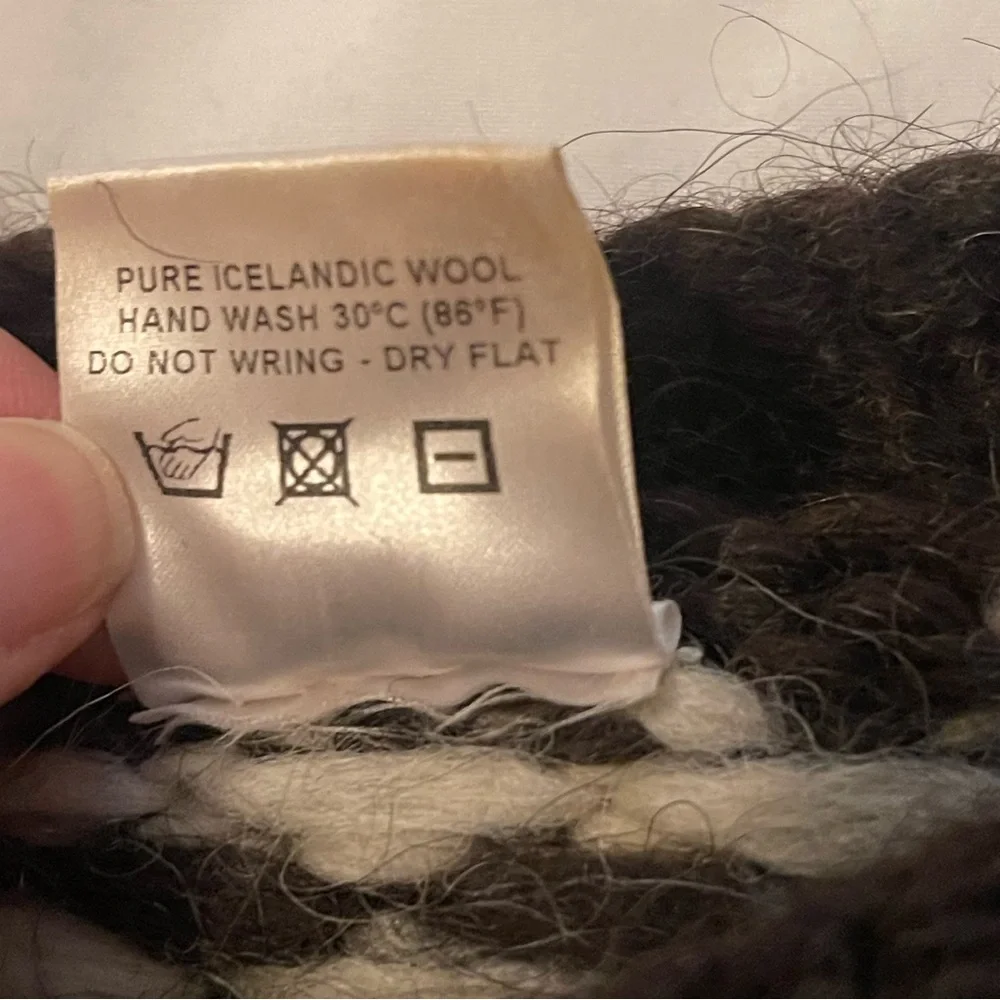 PURE ICELANDIC WOOL
HAND WASH 30°C (86°F)
DO NOT WRING - DRY FLAT